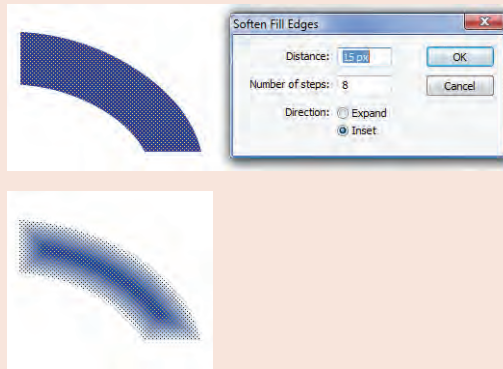 Soften Fill Edges
Distance: 15 px
OK
Number of steps: 8
Cancel
Direction: Expand
Inset